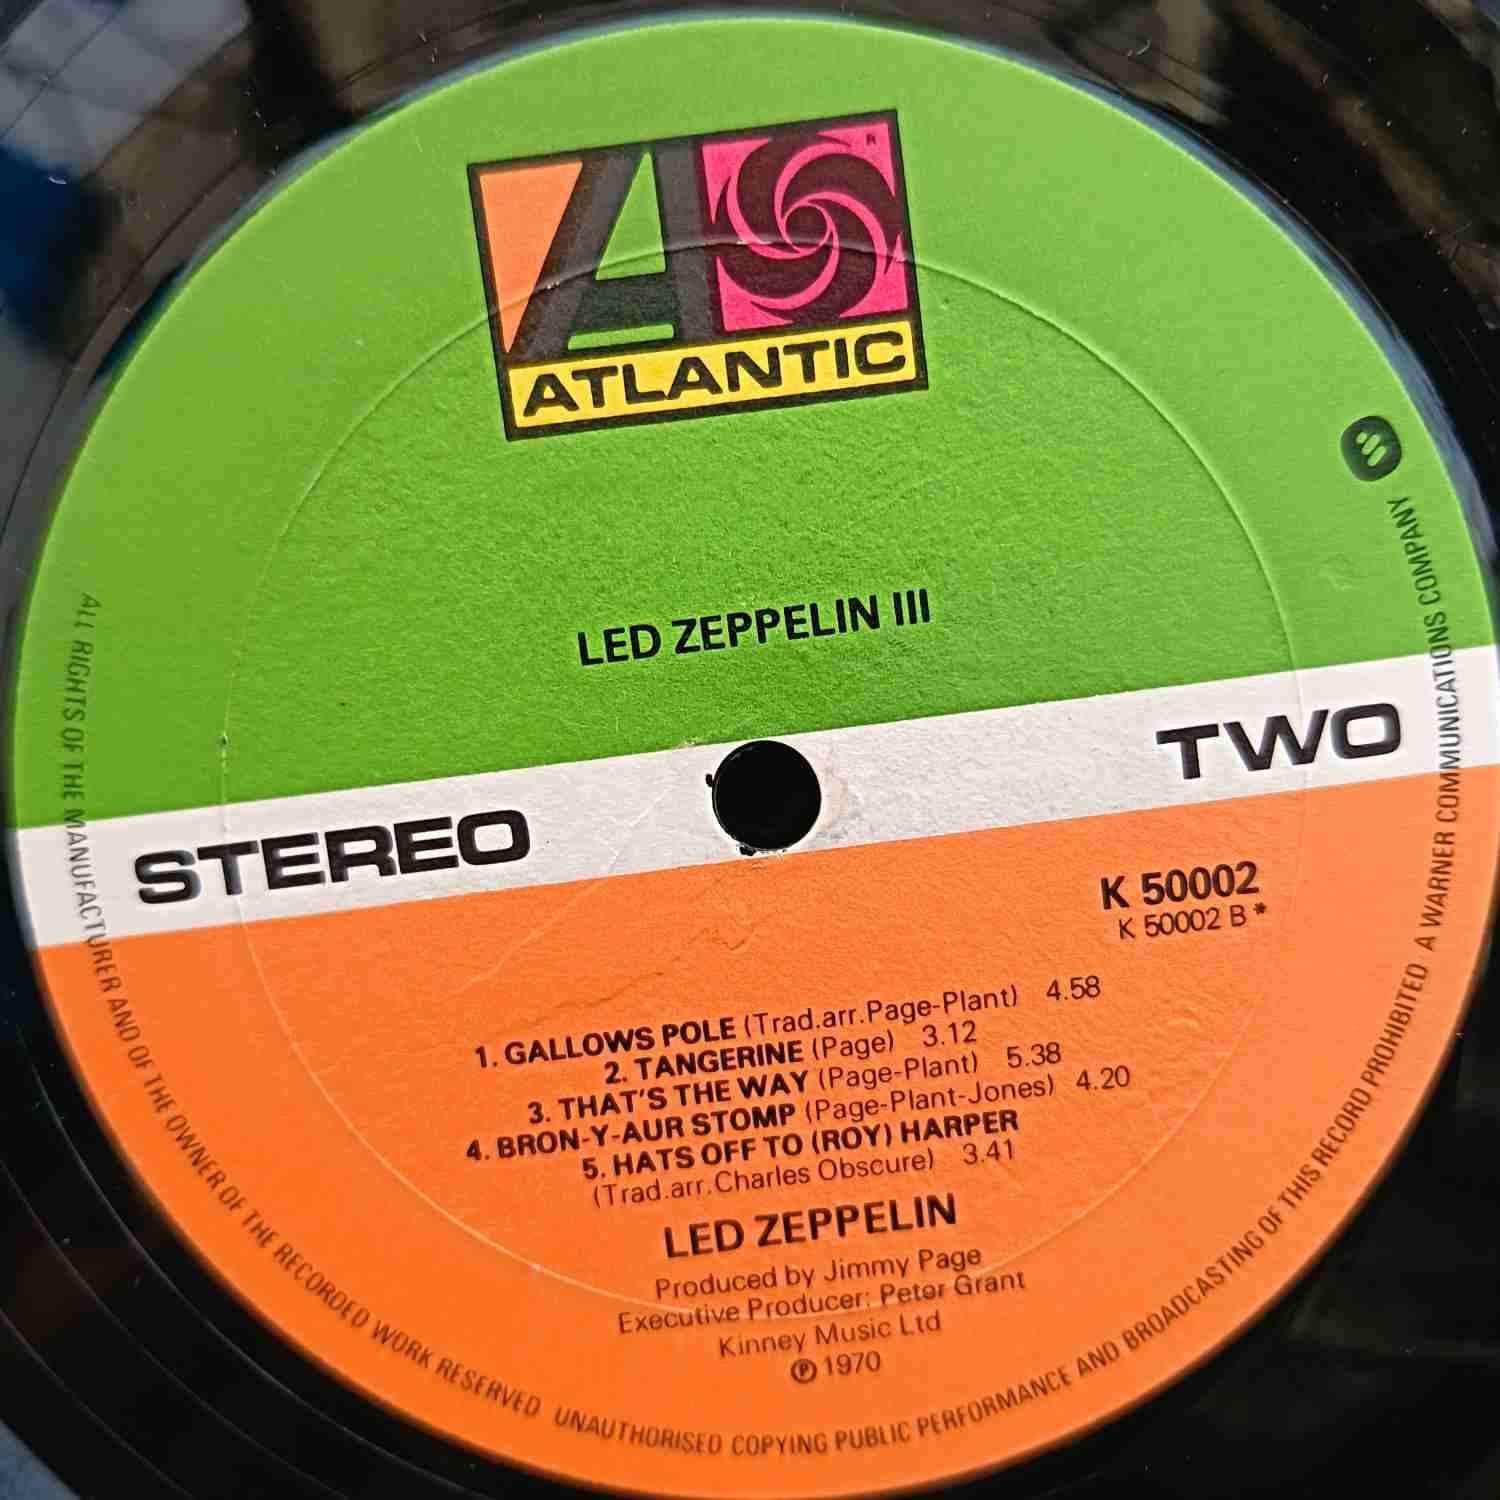 ATLANTIC
LED ZEPPELIN III
STEREO TWO
K 50002
K 50002 B *
1. GALLOWS POLE (Trad.arr.Page-Plant) 4.58
2. TANGERINE (Page) 3.12
3. THAT'S THE WAY (Page-Plant) 5.38
4. BRON-Y-AUR STOMP (Page-Plant-Jones) 4.20
5. HATS OFF TO (ROY) HARPER
(Trad.arr.Charles Obscure) 3.41
LED ZEPPELIN
Produced by Jimmy Page
Executive Producer: Peter Grant
Kinney Music Ltd
℗ 1970
ALL RIGHTS OF THE MANUFACTURER AND OF THE OWNER OF THE RECORDED WORK RESERVED UNAUTHORISED COPYING PUBLIC PERFORMANCE AND BROADCASTING OF THIS RECORD PROHIBITED A WARNER COMMUNICATIONS COMPANY